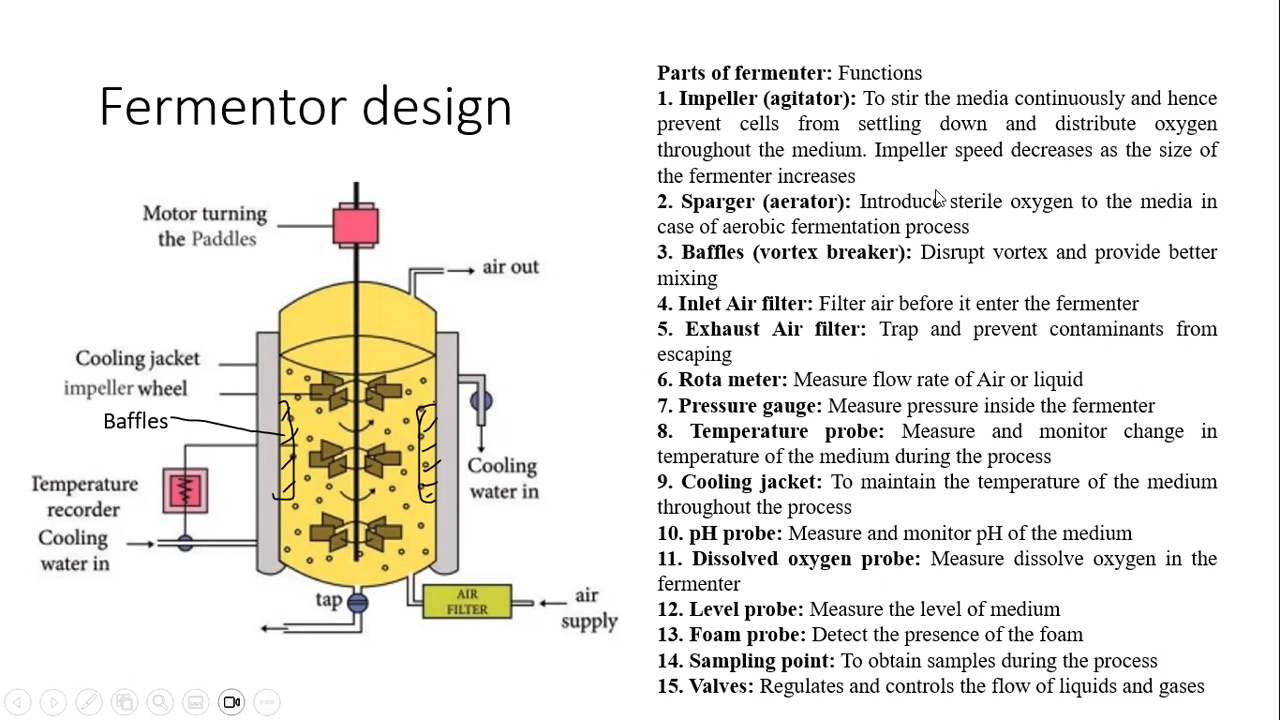 Fermentor design
Motor turning
the Paddles
air out
Cooling jacket
impeller wheel
Baffles
Temperature
recorder
Cooling
water in
Cooling
water in
tap
AIR
FILTER
air
supply
Parts of fermenter: Functions
1. Impeller (agitator): To stir the media continuously and hence
prevent cells from settling down and distribute oxygen
throughout the medium. Impeller speed decreases as the size of
the fermenter increases
2. Sparger (aerator): Introduce sterile oxygen to the media in
case of aerobic fermentation process
3. Baffles (vortex breaker): Disrupt vortex and provide better
mixing
4. Inlet Air filter: Filter air before it enter the fermenter
5. Exhaust Air filter: Trap and prevent contaminants from
escaping
6. Rota meter: Measure flow rate of Air or liquid
7. Pressure gauge: Measure pressure inside the fermenter
8. Temperature probe: Measure and monitor change in
temperature of the medium during the process
9. Cooling jacket: To maintain the temperature of the medium
throughout the process
10. pH probe: Measure and monitor pH of the medium
11. Dissolved oxygen probe: Measure dissolve oxygen in the
fermenter
12. Level probe: Measure the level of medium
13. Foam probe: Detect the presence of the foam
14. Sampling point: To obtain samples during the process
15. Valves: Regulates and controls the flow of liquids and gases